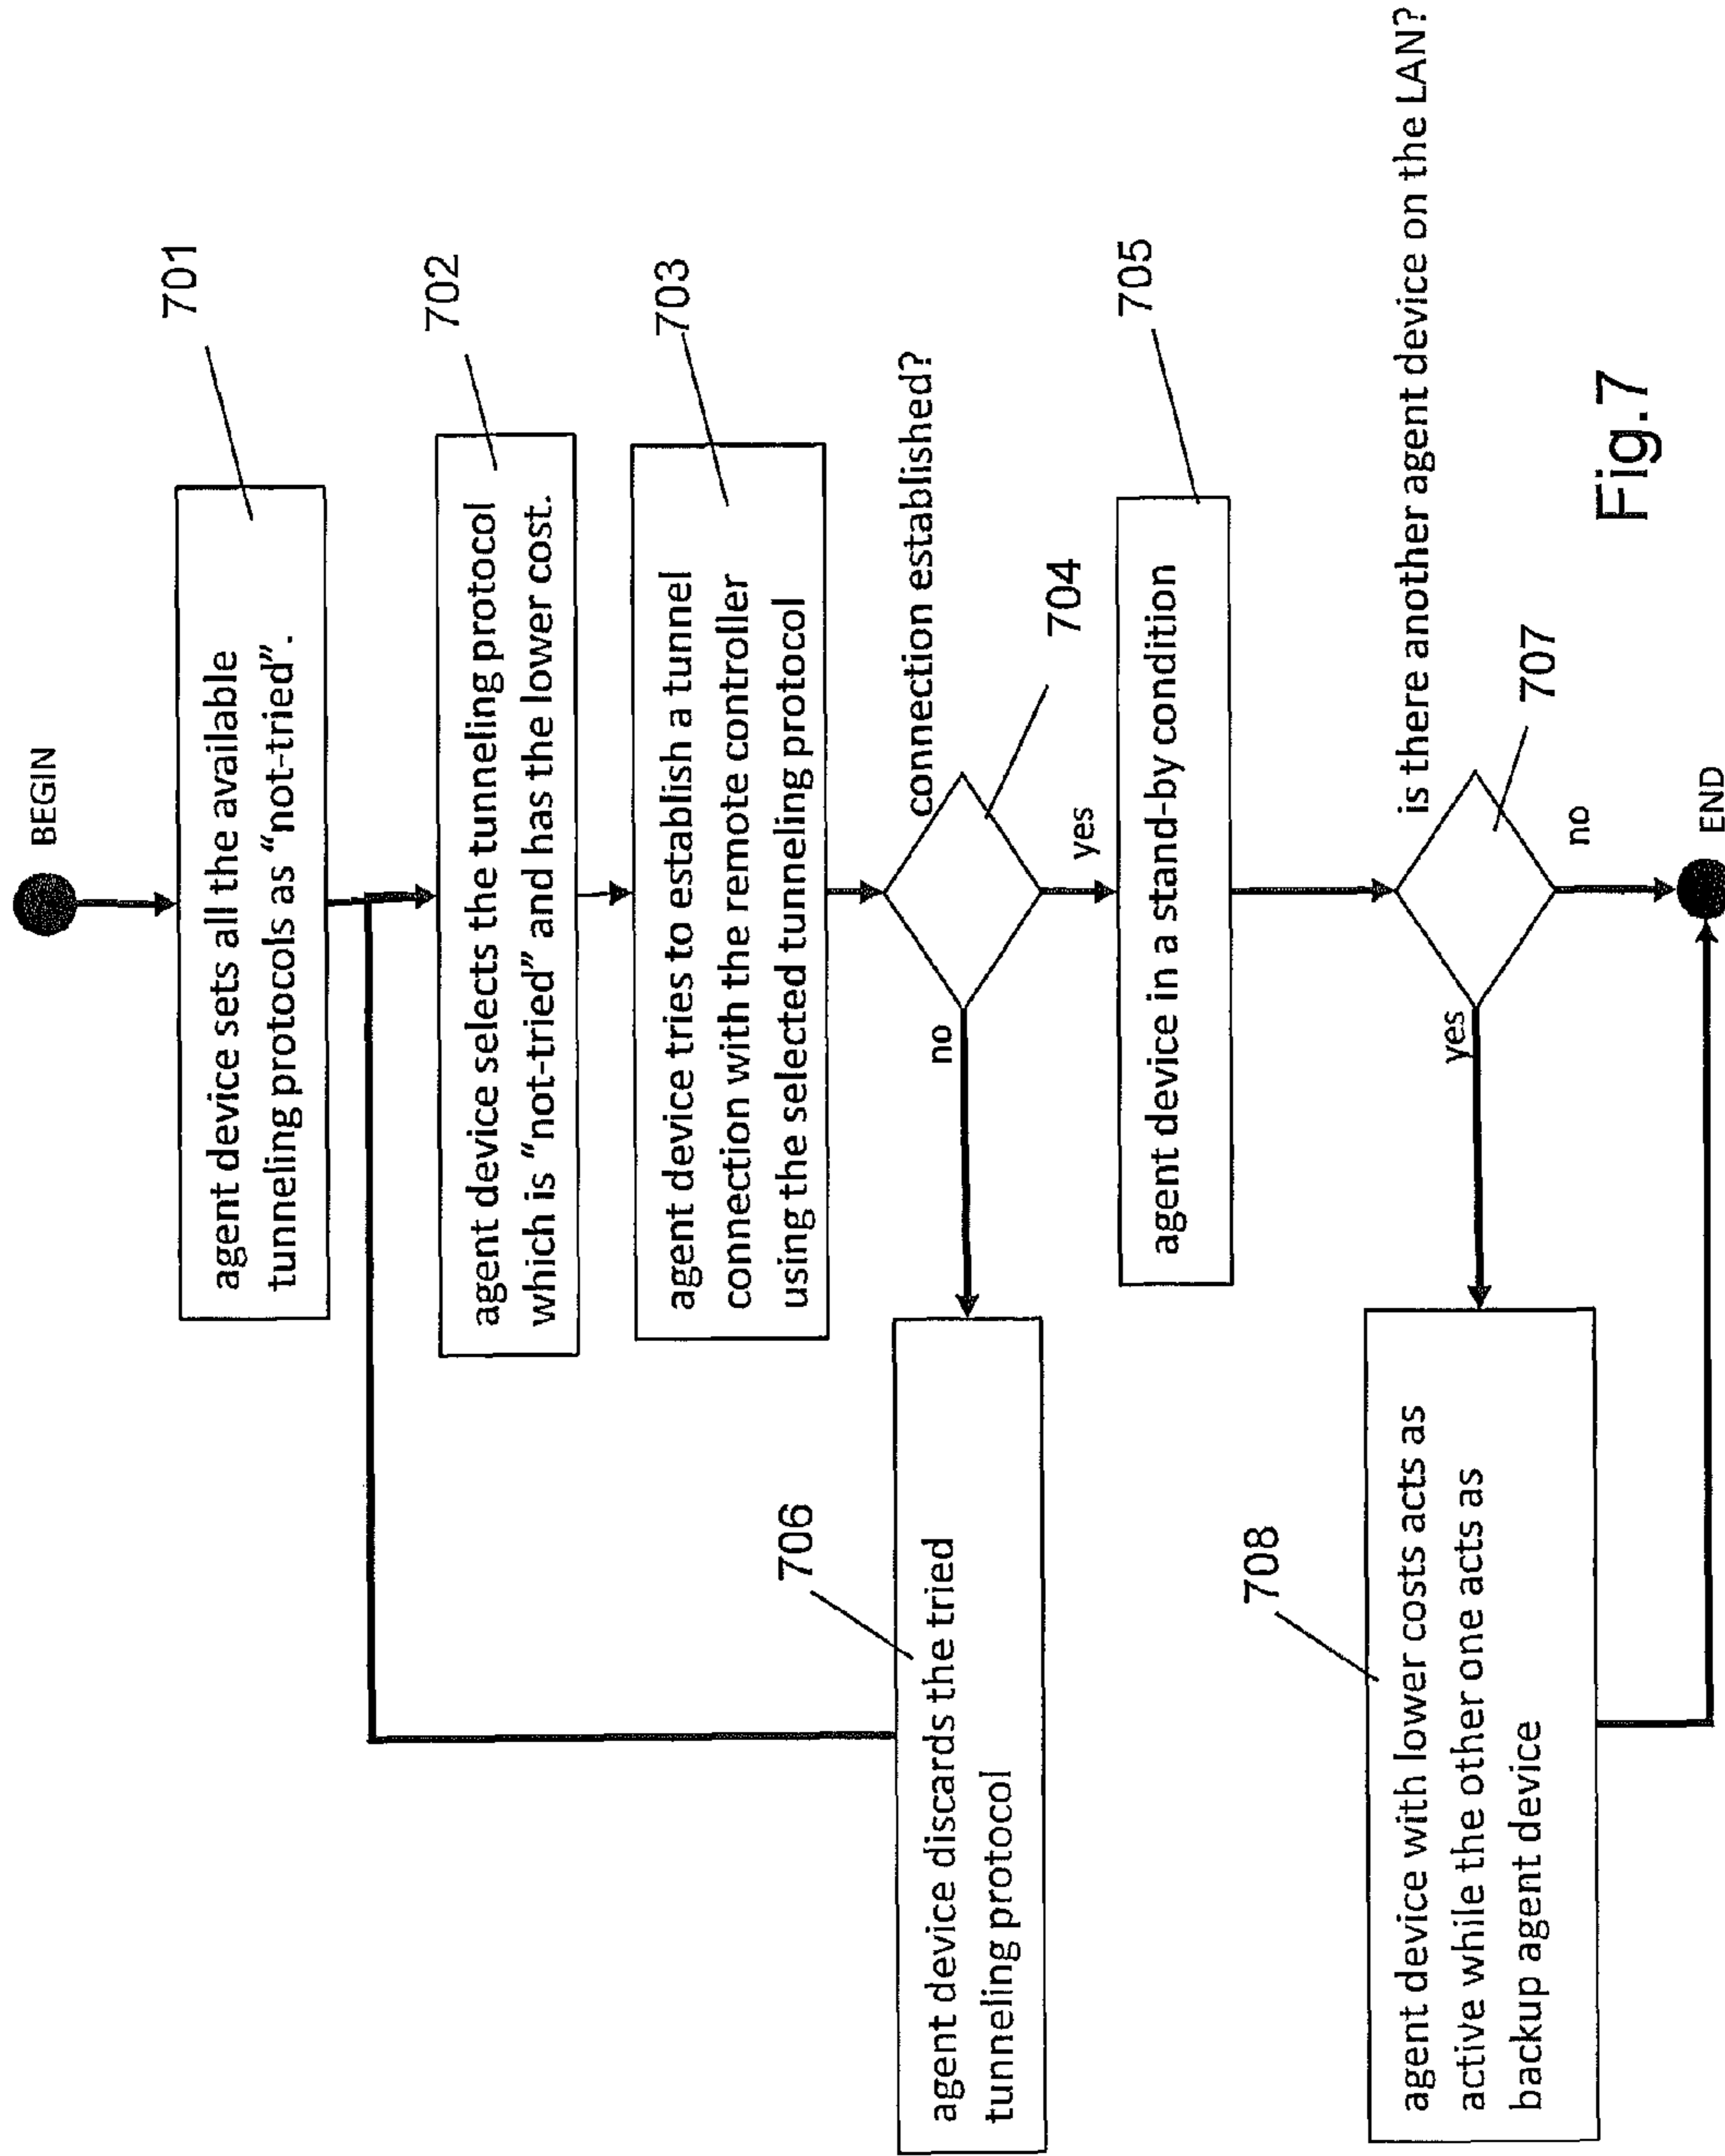 BEGIN
701
agent device sets all the available
tunneling protocols as “not-tried”.
702
agent device selects the tunneling protocol
which is “not-tried” and has the lower cost.
703
agent device tries to establish a tunnel
connection with the remote controller
using the selected tunneling protocol
connection established?
704
no
yes
706
agent device discards the tried
tunneling protocol
705
agent device in a stand-by condition
is there another agent device on the LAN?
707
yes
no
708
agent device with lower costs acts as
active while the other one acts as
backup agent device
END
Fig.7